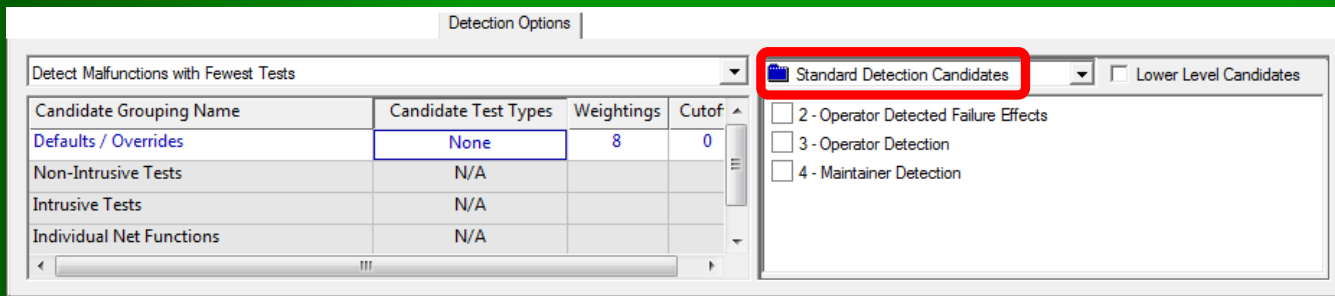 Detection Options
Detect Malfunctions with Fewest Tests
Standard Detection Candidates
Lower Level Candidates
Candidate Grouping Name Candidate Test Types Weightings Cutof
Defaults / Overrides None 8 0
Non-Intrusive Tests N/A
Intrusive Tests N/A
Individual Net Functions N/A
2 - Operator Detected Failure Effects
3 - Operator Detection
4 - Maintainer Detection